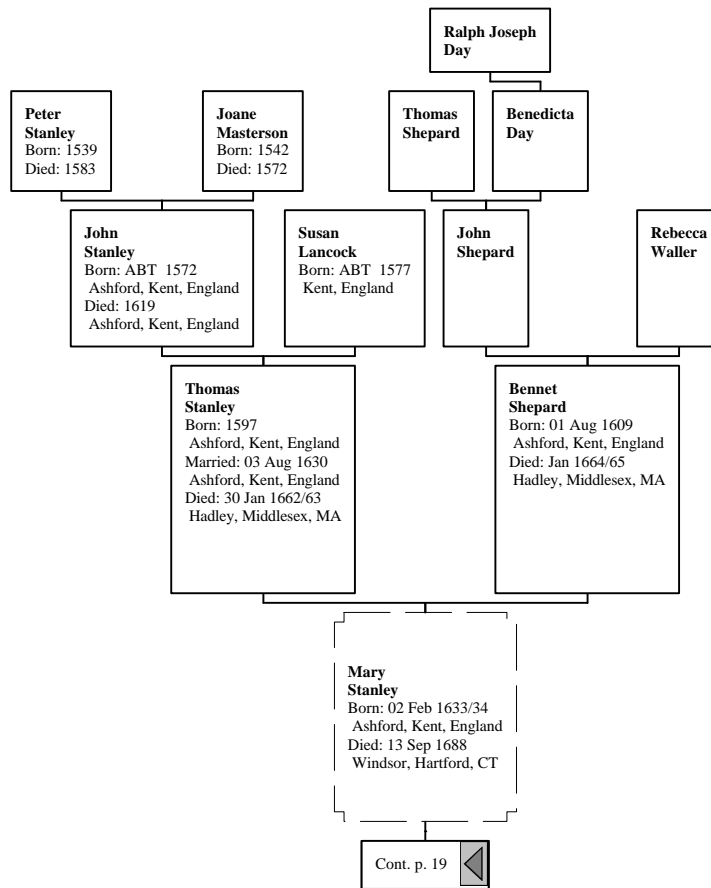 Ralph Joseph
Day
Peter
Stanley
Born: 1539
Died: 1583
Joane
Masterson
Born: 1542
Died: 1572
Thomas
Shepard
Benedicta
Day
John
Stanley
Born: ABT 1572
Ashford, Kent, England
Died: 1619
Ashford, Kent, England
Susan
Lancock
Born: ABT 1577
Kent, England
John
Shepard
Rebecca
Waller
Thomas
Stanley
Born: 1597
Ashford, Kent, England
Married: 03 Aug 1630
Ashford, Kent, England
Died: 30 Jan 1662/63
Hadley, Middlesex, MA
Bennet
Shepard
Born: 01 Aug 1609
Ashford, Kent, England
Died: Jan 1664/65
Hadley, Middlesex, MA
Mary
Stanley
Born: 02 Feb 1633/34
Ashford, Kent, England
Died: 13 Sep 1688
Windsor, Hartford, CT
Cont. p. 19